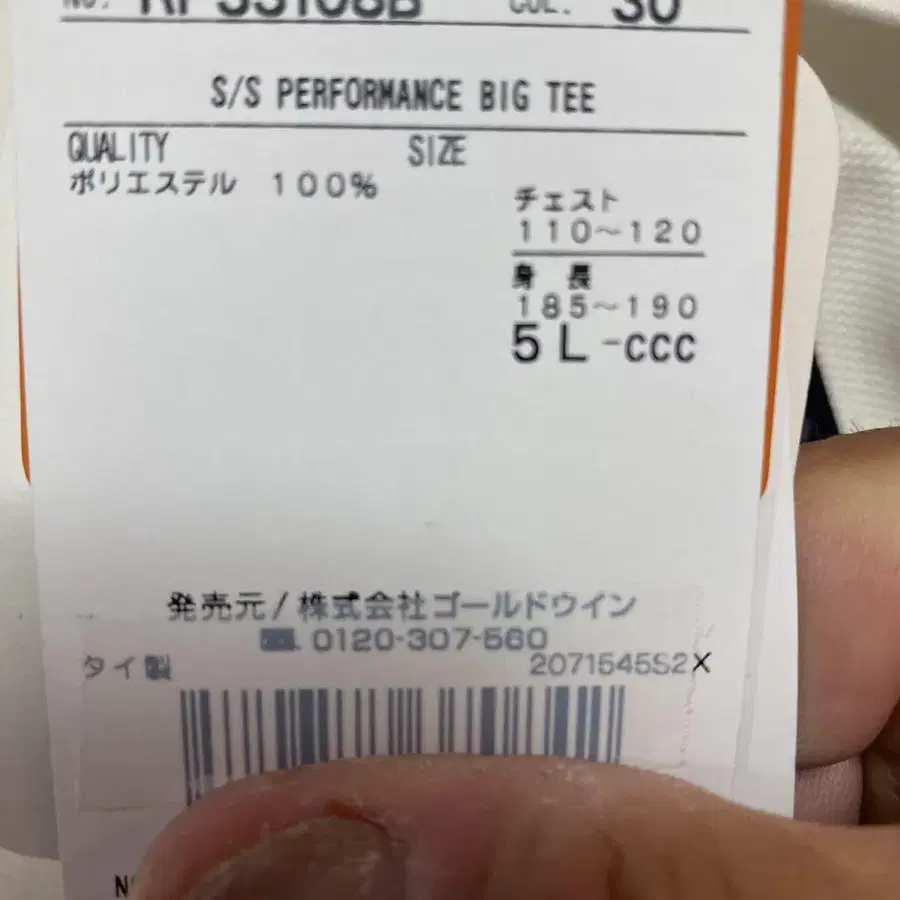 S/S PERFORMANCE BIG TEE
QUALITY SIZE
ポリエステル 100%
チェスト
110~120
身 長
185~190
5L-CCC
発売元/株式会社ゴールドウイン
0120-307-560
タイ製 2071545S2X